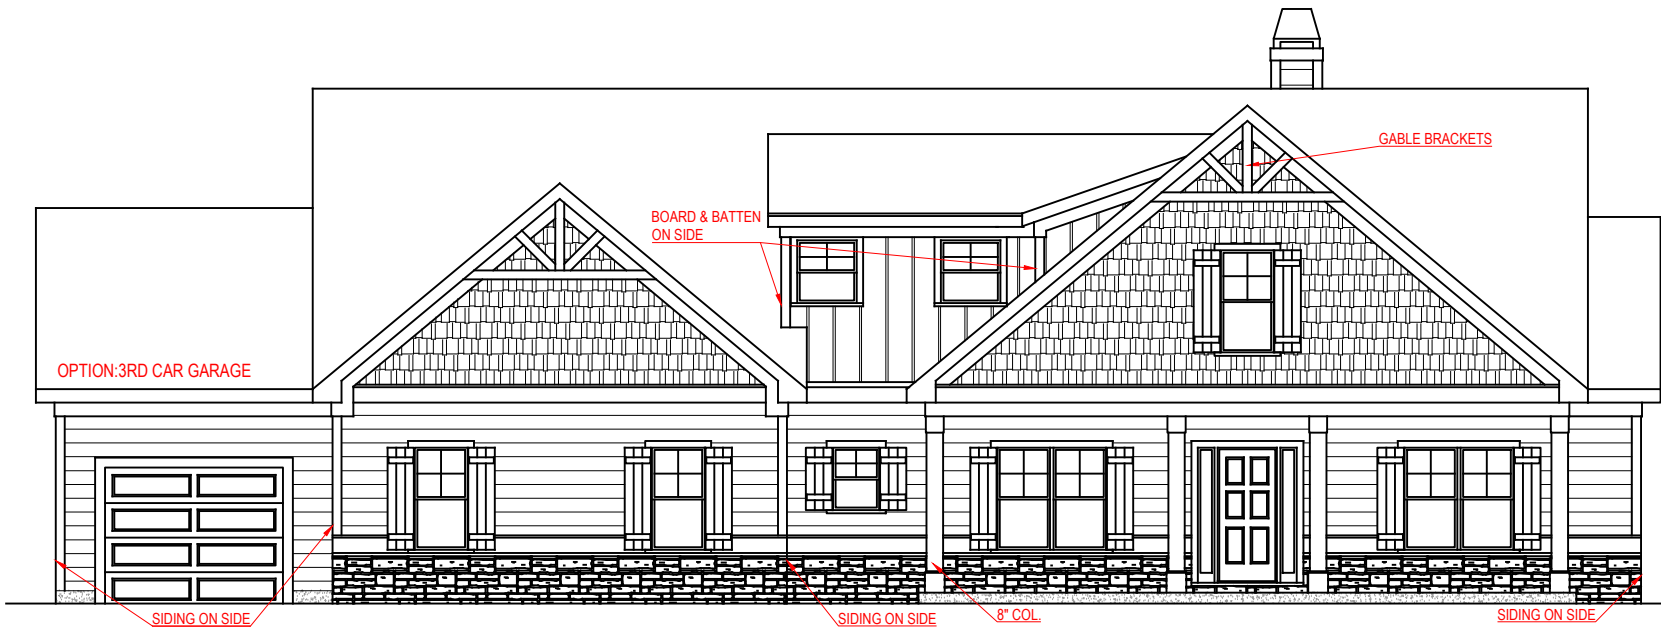 GABLE BRACKETS
BOARD & BATTEN
ON SIDE
OPTION:3RD CAR GARAGE
SIDING ON SIDE
SIDING ON SIDE
8" COL.
SIDING ON SIDE